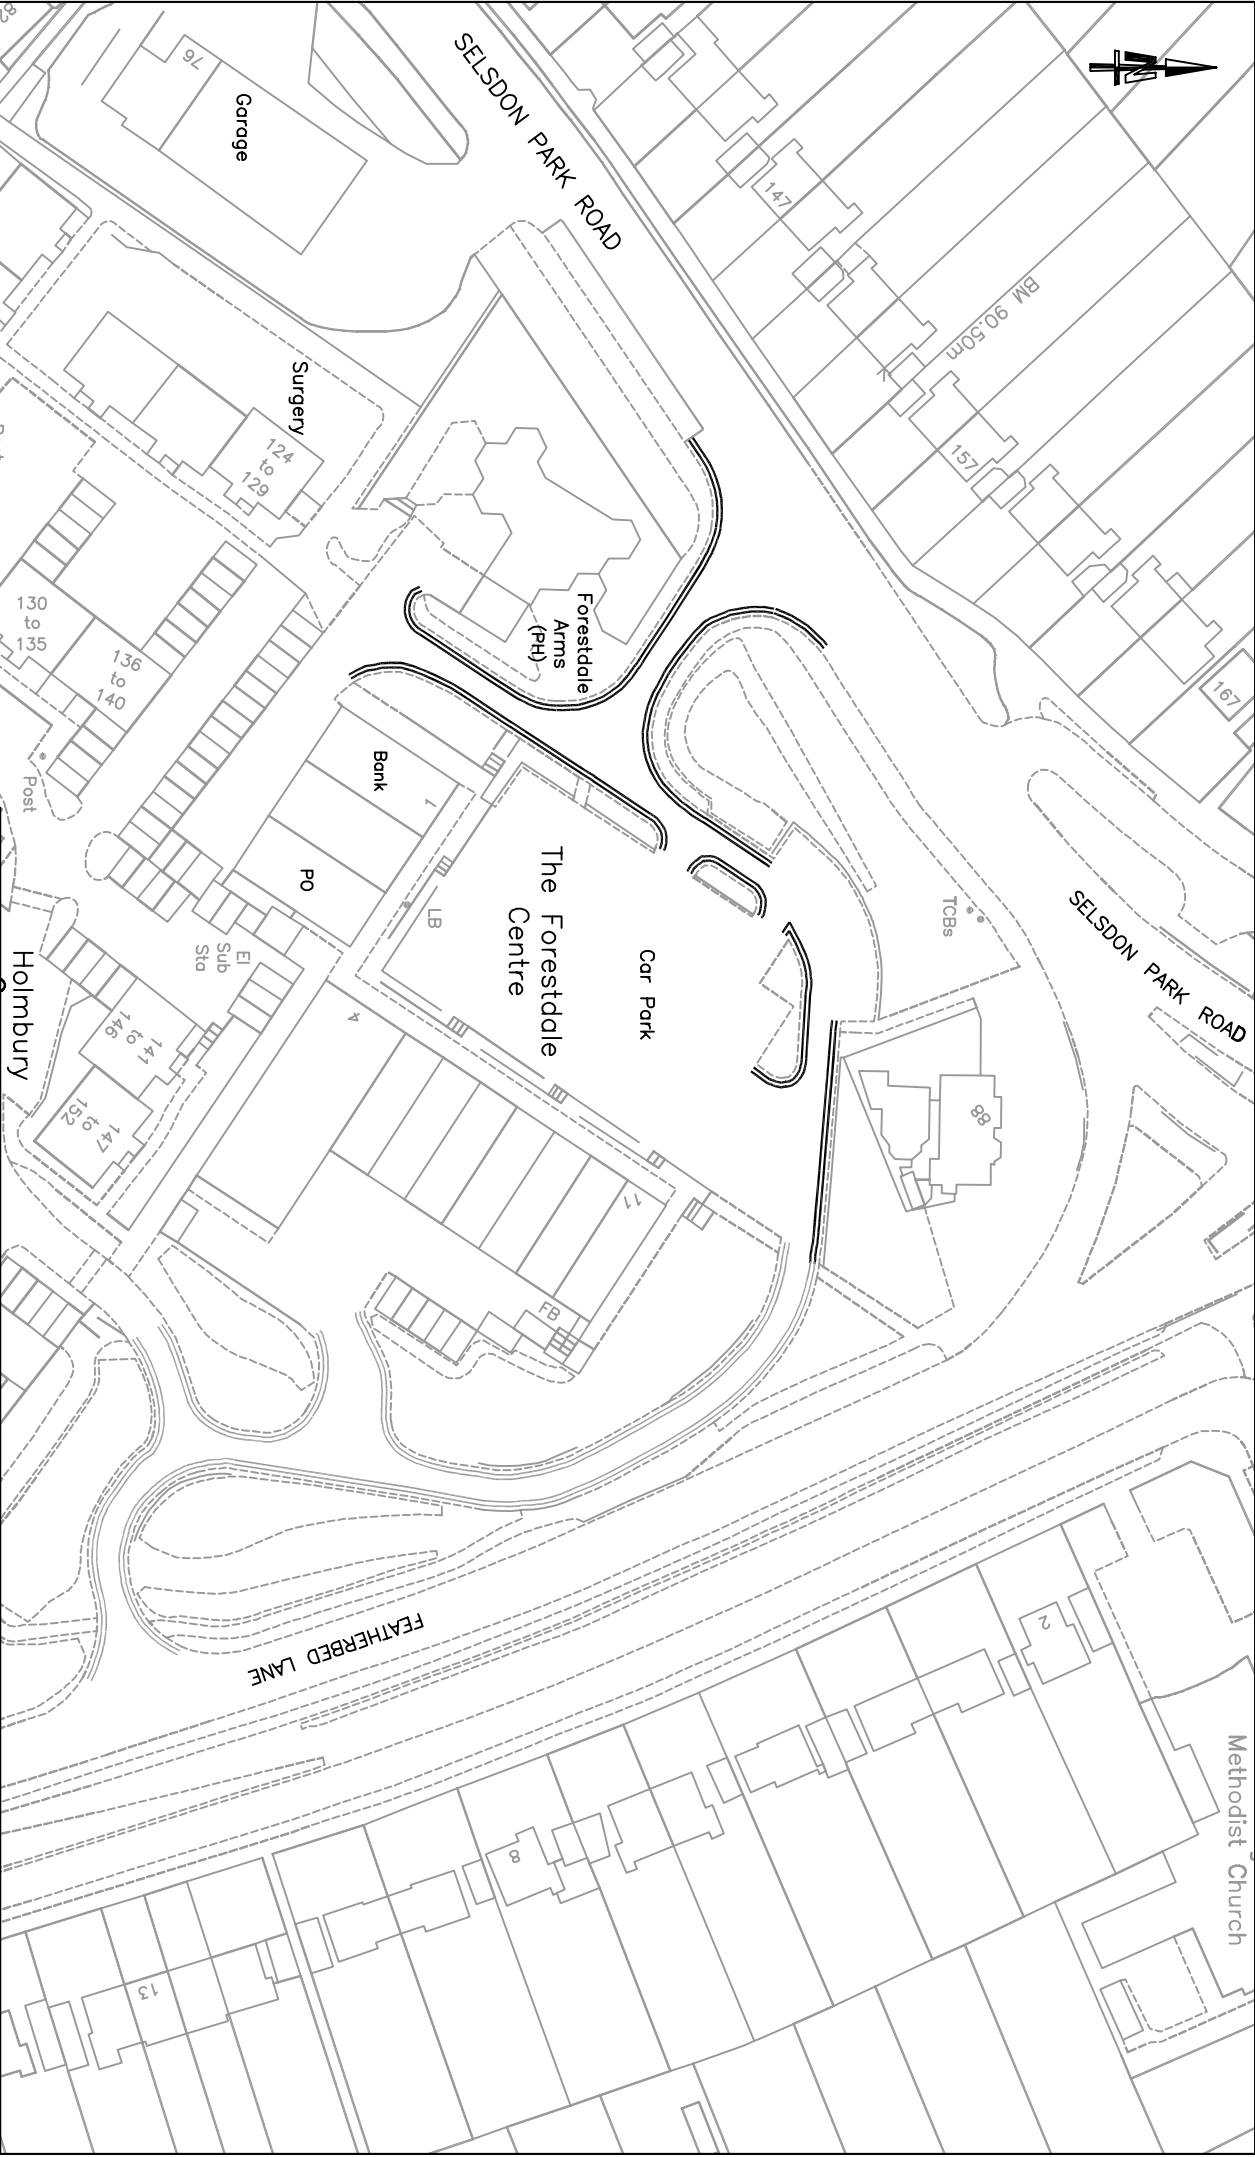 SELSDON PARK ROAD
76
Garage
147
BM 90.50m
157
167
Surgery
124
to
129
130
to
135
136
to
140
Post
Forestdale
Arms
(PH)
Bank
1
PO
LB
El
Sub
Sta
The Forestdale
Centre
Car Park
TCBs
SELSDON PARK ROAD
88
Holmbury
141
to
146
147
to
152
4
11
FB
FEATHERBED LANE
2
8
13
Methodist Church
N
82